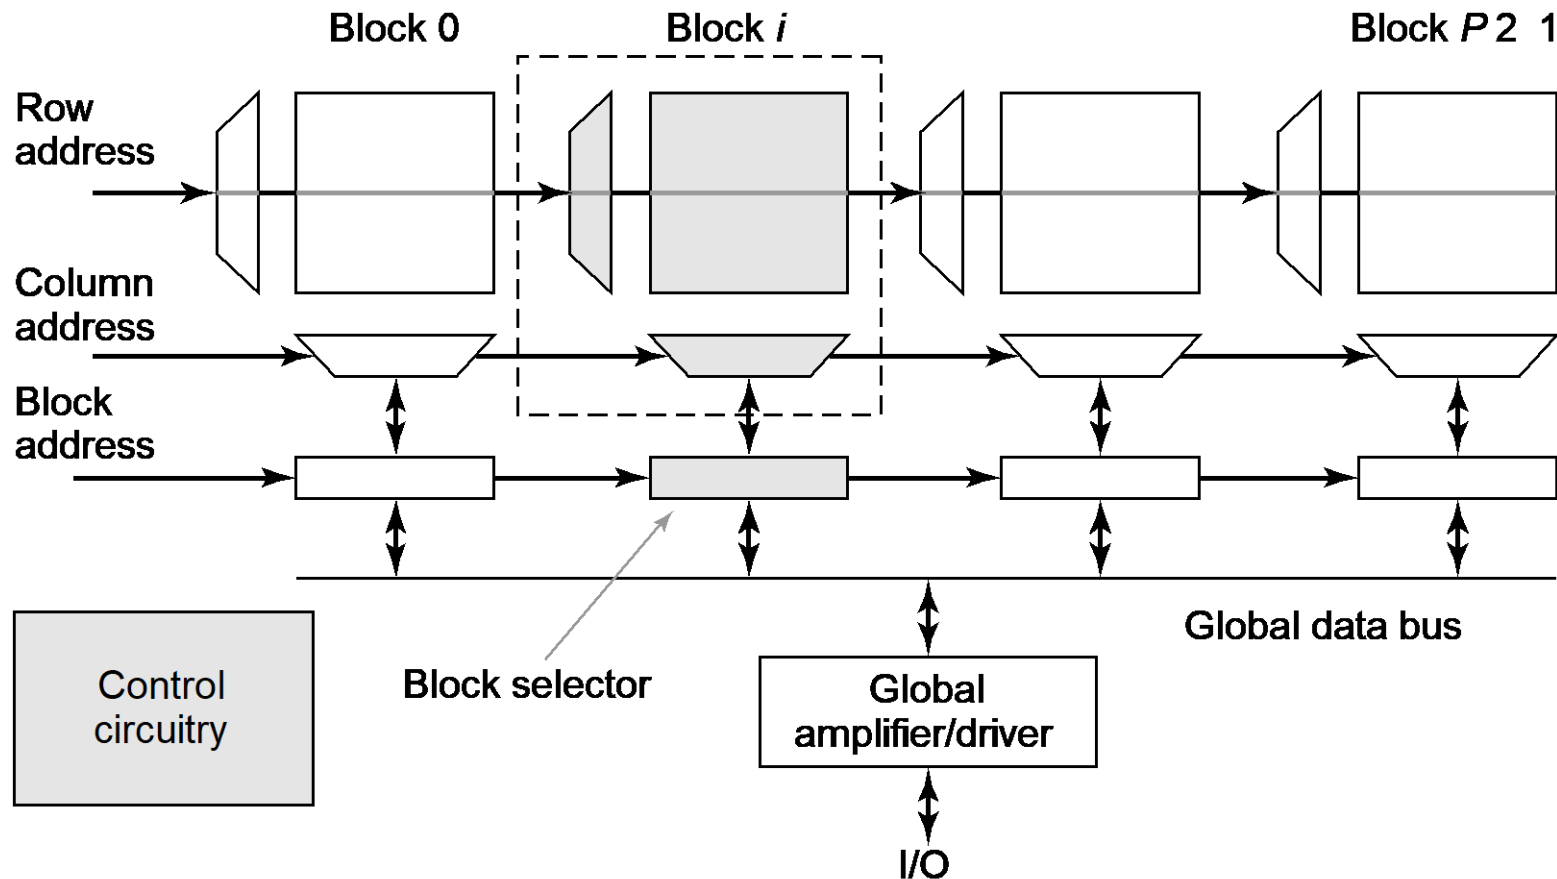 Block 0
Block i
Block P 2 1
Row
address
Column
address
Block
address
Global data bus
Block selector
Control
circuitry
Global
amplifier/driver
I/O